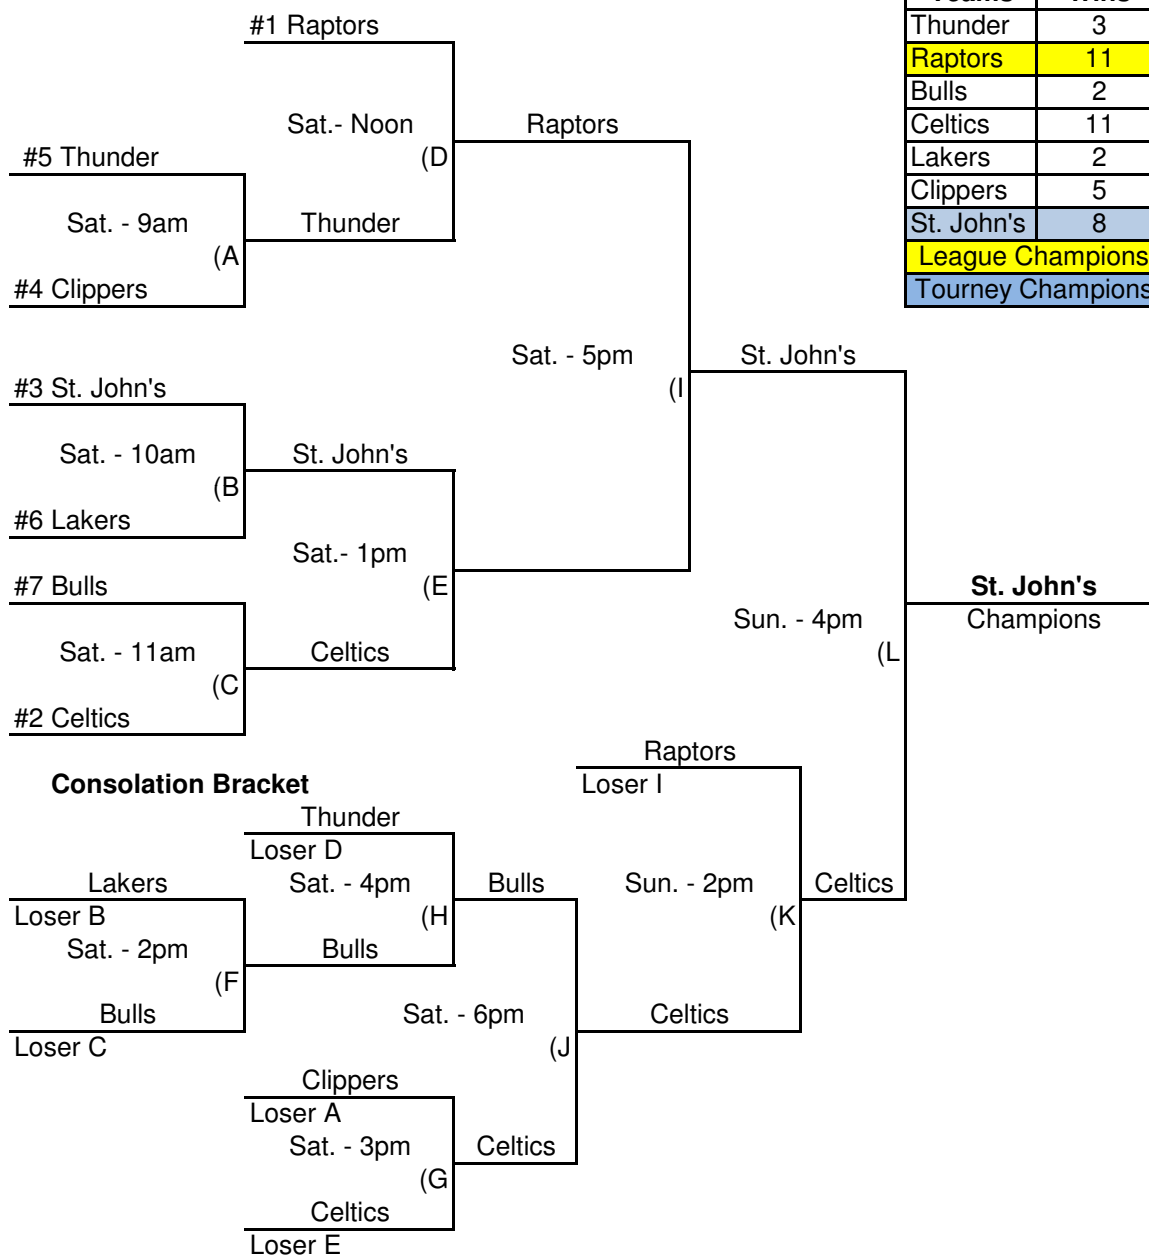 #1 Raptors
Sat.- Noon
Raptors
(D
#5 Thunder
Sat. - 9am
Thunder
(A
#4 Clippers
Sat. - 5pm
St. John's
(I
#3 St. John's
Sat. - 10am
St. John's
(B
#6 Lakers
Sat.- 1pm
(E
#7 Bulls
Sat. - 11am
Celtics
(C
#2 Celtics
Sun. - 4pm
(L
St. John's
Champions
Thunder 3
Raptors 11
Bulls 2
Celtics 11
Lakers 2
Clippers 5
St. John's 8
League Champions
Tourney Champions
Consolation Bracket
Raptors
Loser I
Thunder
Loser D
Lakers
Sat. - 4pm
Bulls
Sun. - 2pm
Celtics
Loser B
(H
(K
Sat. - 2pm
Bulls
(F
Bulls
Sat. - 6pm
Celtics
Loser C
(J
Clippers
Loser A
Sat. - 3pm
Celtics
(G
Celtics
Loser E